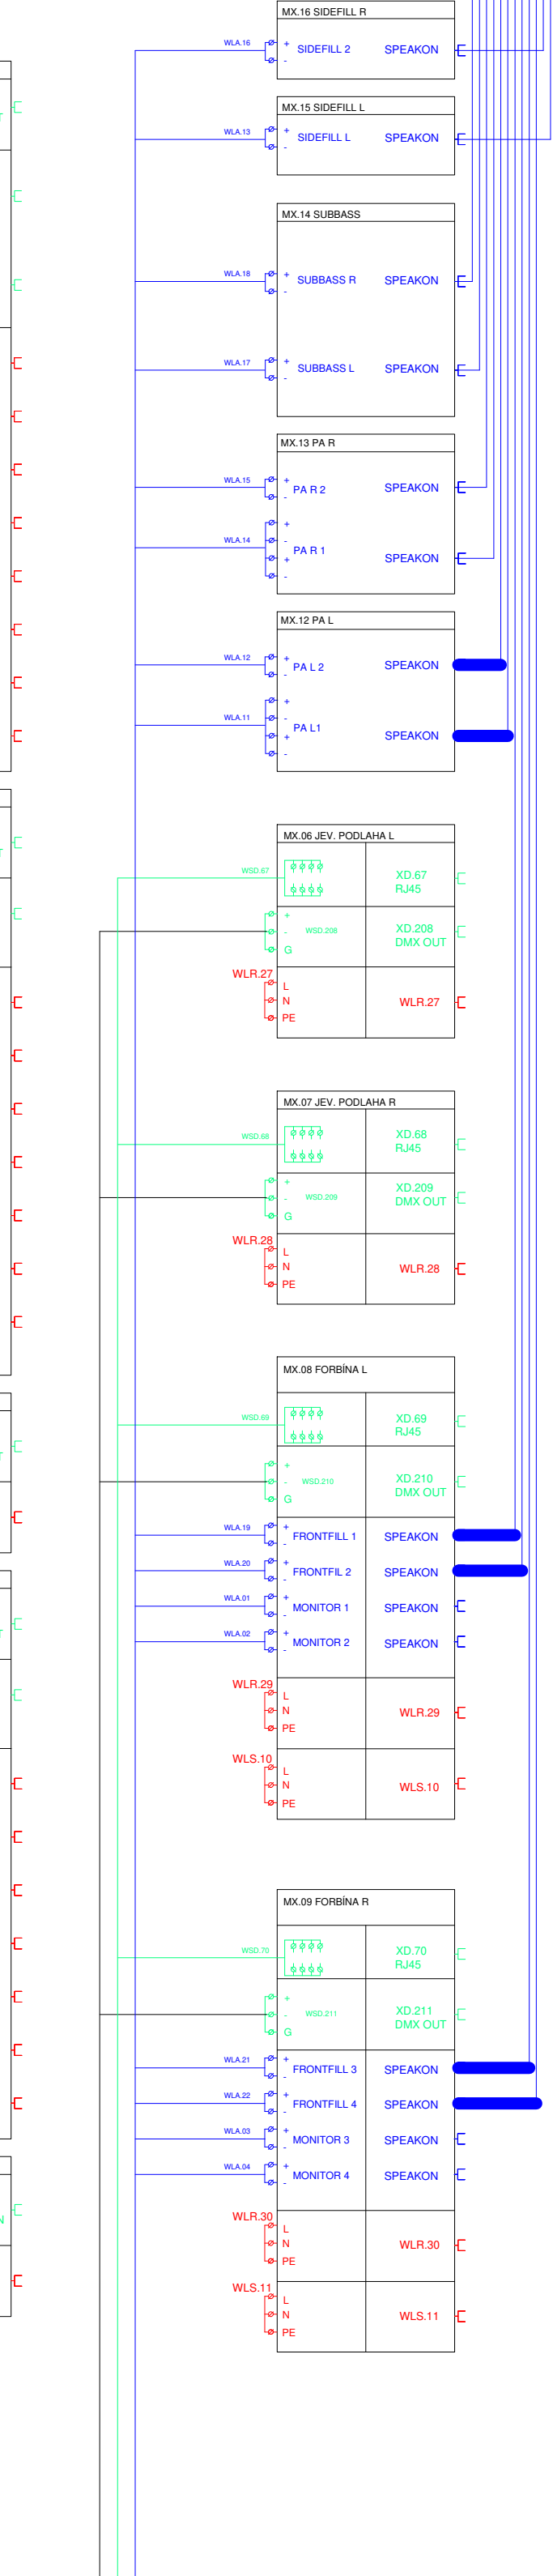 MX.16 SIDEFILL R
WLA.16
+
SIDEFILL 2
SPEAKON
-
MX.15 SIDEFILL L
WLA.13
+
SIDEFILL L
SPEAKON
-
MX.14 SUBBASS
WLA.18
+
SUBBASS R
SPEAKON
-
WLA.17
+
SUBBASS L
SPEAKON
-
MX.13 PA R
WLA.15
+
PA R 2
SPEAKON
-
WLA.14
+
-
PA R 1
+
SPEAKON
-
MX.12 PA L
WLA.12
+
PA L 2
SPEAKON
-
WLA.11
+
-
PA L1
+
SPEAKON
-
MX.06 JEV. PODLAHA L
WSD.67
XD.67
RJ45
+
-
G
WSD.208
XD.208
DMX OUT
WLR.27
L
N
PE
WLR.27
MX.07 JEV. PODLAHA R
WSD.68
XD.68
RJ45
+
-
G
WSD.209
XD.209
DMX OUT
WLR.28
L
N
PE
WLR.28
MX.08 FORBÍNA L
WSD.69
XD.69
RJ45
+
-
G
WSD.210
XD.210
DMX OUT
WLA.19
+
-
FRONTFILL 1
SPEAKON
WLA.20
+
-
FRONTFIL 2
SPEAKON
WLA.01
+
-
MONITOR 1
SPEAKON
WLA.02
+
-
MONITOR 2
SPEAKON
WLR.29
L
N
PE
WLR.29
WLS.10
L
N
PE
WLS.10
MX.09 FORBÍNA R
WSD.70
XD.70
RJ45
+
-
G
WSD.211
XD.211
DMX OUT
WLA.21
+
-
FRONTFILL 3
SPEAKON
WLA.22
+
-
FRONTFILL 4
SPEAKON
WLA.03
+
-
MONITOR 3
SPEAKON
WLA.04
+
-
MONITOR 4
SPEAKON
WLR.30
L
N
PE
WLR.30
WLS.11
L
N
PE
WLS.11